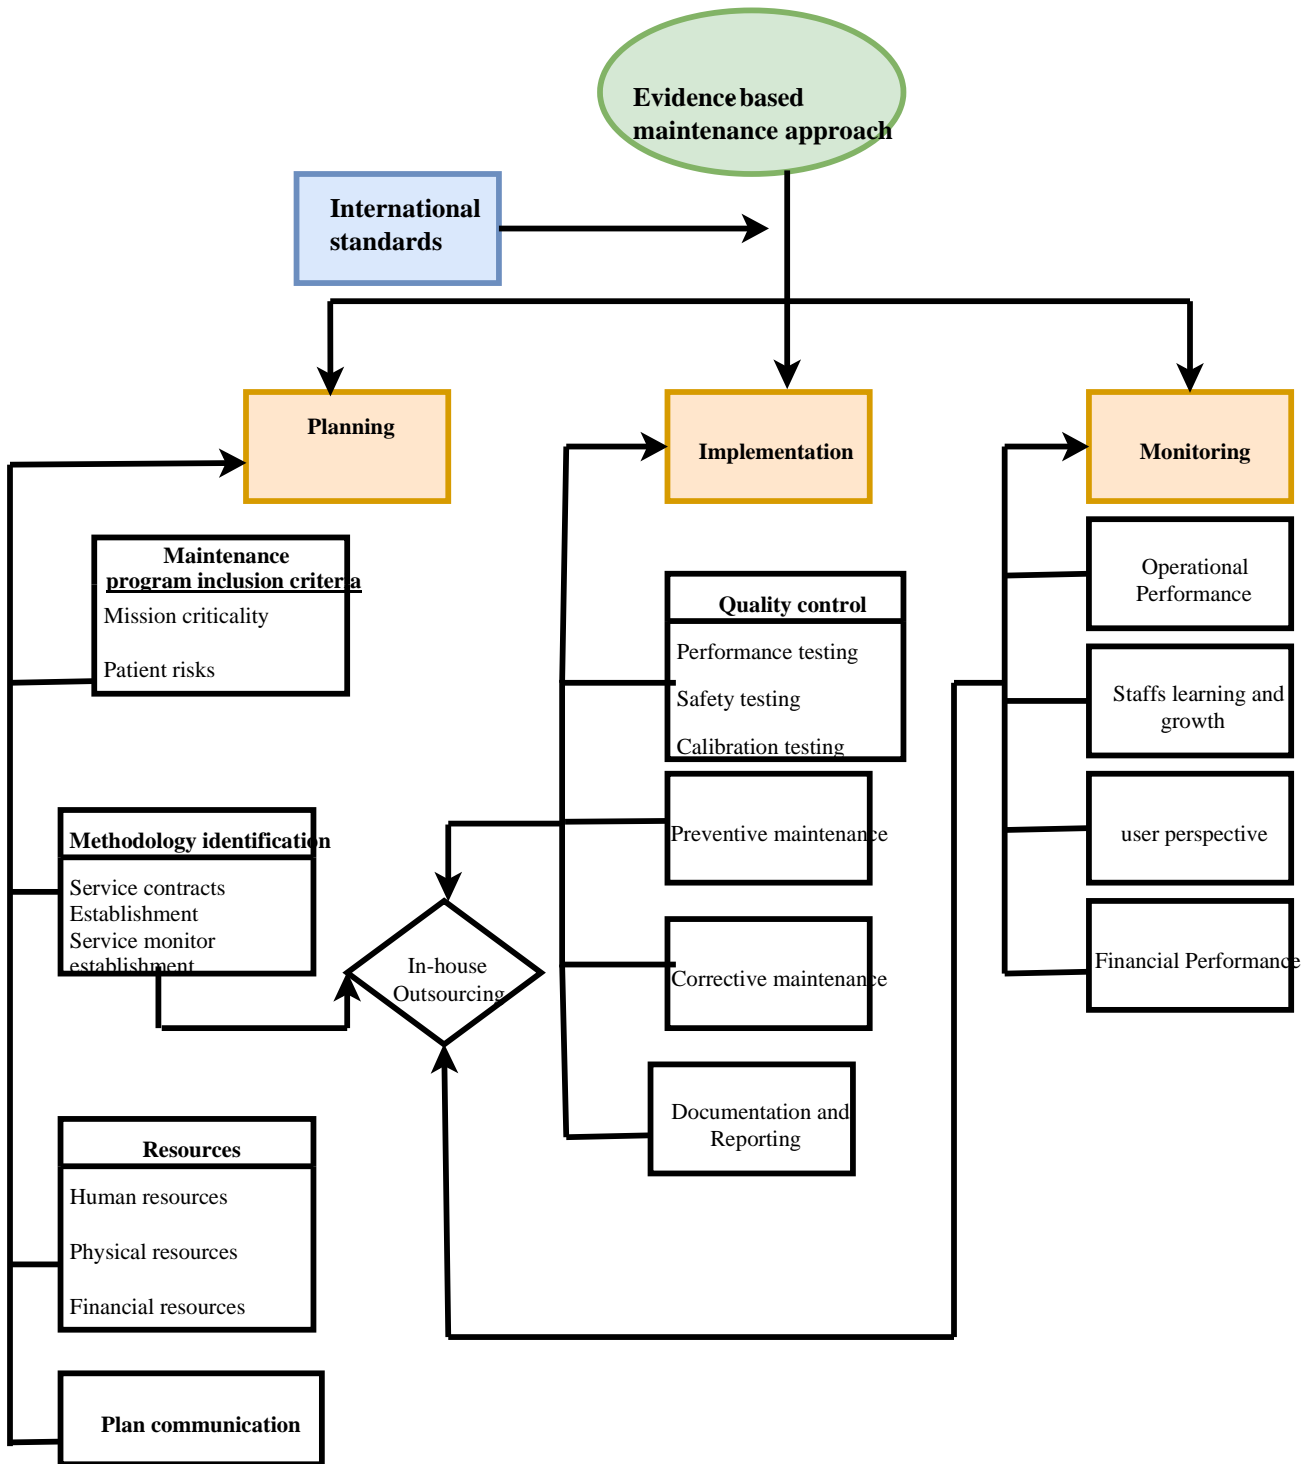 Evidence-based
maintenance approach
International
standards
Planning
Implementation
Monitoring
Maintenance
program inclusion criteria
Mission criticality
Patient risks
Methodology identification
Service contracts
Establishment
Service monitor
establishment
Resources
Human resources
Physical resources
Financial resources
Plan communication
In-house
Outsourcing
Quality control
Performance testing
Safety testing
Calibration testing
Preventive maintenance
Corrective maintenance
Documentation and
Reporting
Operational
Performance
Staffs learning and
growth
user perspective
Financial Performance